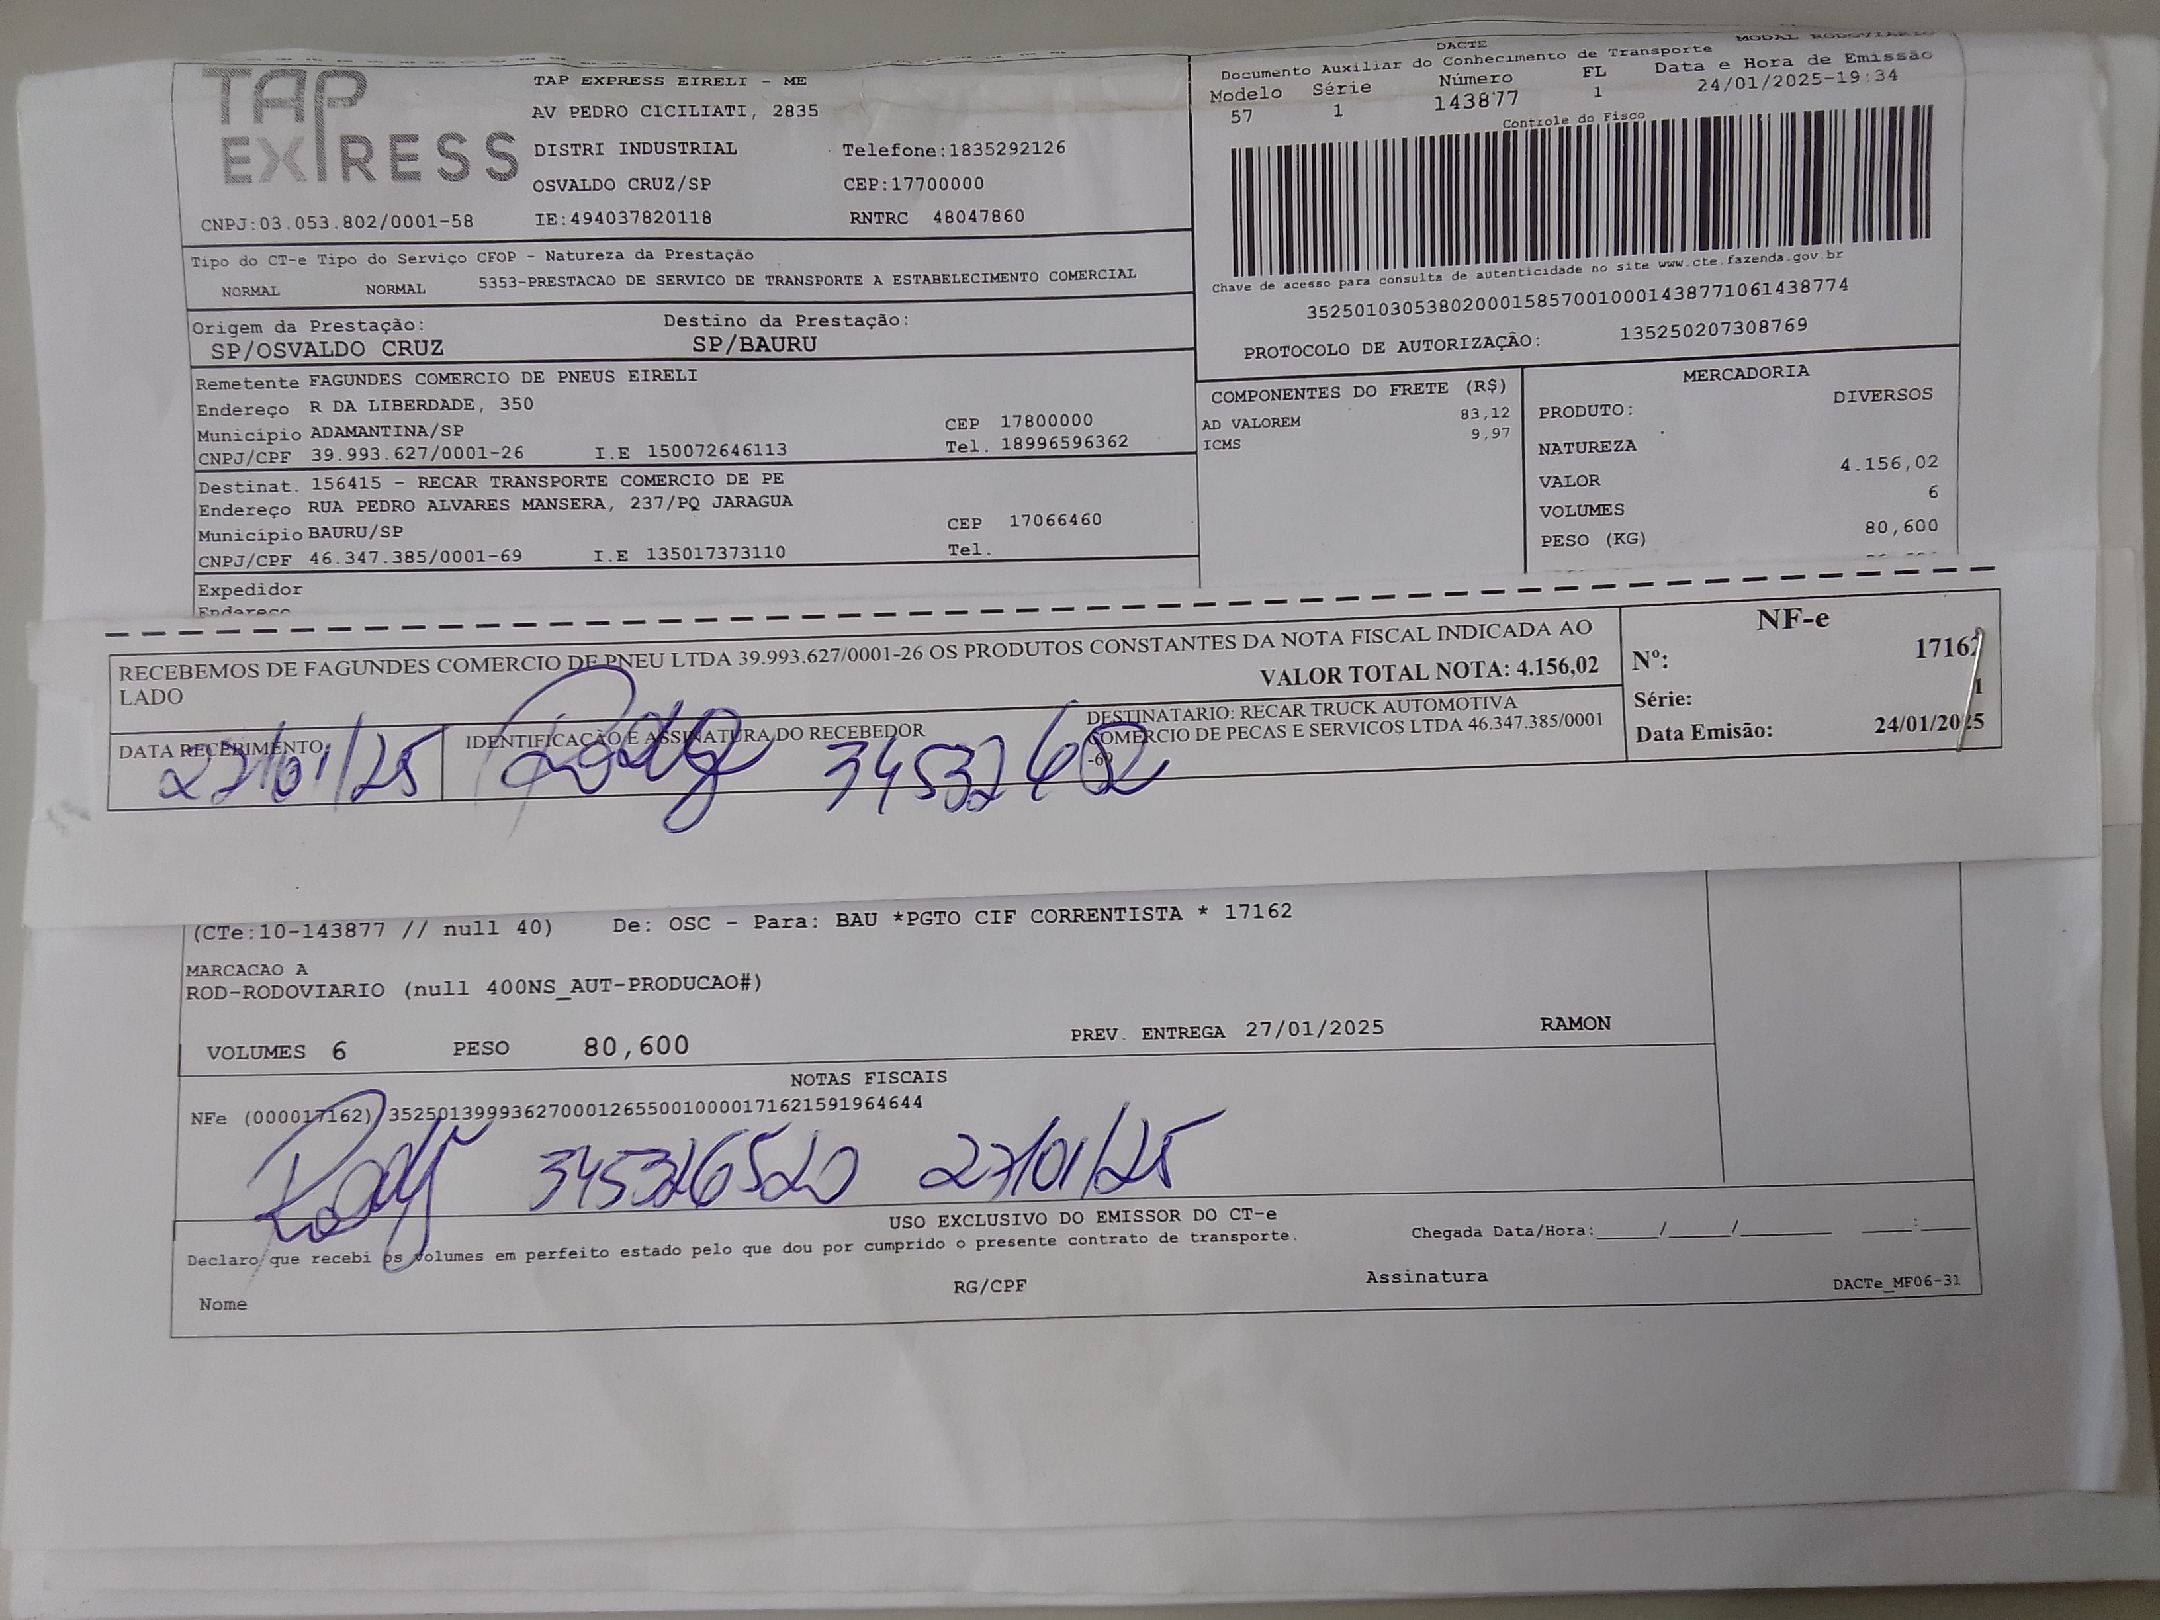 TAP EXPRESS
TAP EXPRESS EIRELI - ME
AV PEDRO CICILIATI, 2835
DISTRI INDUSTRIAL Telefone:1835292126
OSVALDO CRUZ/SP CEP:17700000
CNPJ:03.053.802/0001-58 IE:494037820118 RNTRC 48047860
DACTE MODAL RODOVIARIO
Documento Auxiliar do Conhecimento de Transporte
Modelo Série Número FL Data e Hora de Emissão
57 1 143877 1 24/01/2025-19:34
Controle do Fisco
Chave de acesso para consulta de autenticidade no site www.cte.fazenda.gov.br
35250103053802000158570010001438771061438774
PROTOCOLO DE AUTORIZAÇÃO: 135250207308769
Tipo do CT-e Tipo do Serviço CFOP - Natureza da Prestação
NORMAL NORMAL 5353-PRESTACAO DE SERVICO DE TRANSPORTE A ESTABELECIMENTO COMERCIAL
Origem da Prestação: Destino da Prestação:
SP/OSVALDO CRUZ SP/BAURU
Remetente FAGUNDES COMERCIO DE PNEUS EIRELI
Endereço R DA LIBERDADE, 350
Município ADAMANTINA/SP CEP 17800000
CNPJ/CPF 39.993.627/0001-26 I.E 150072646113 Tel. 18996596362
Destinat. 156415 - RECAR TRANSPORTE COMERCIO DE PE
Endereço RUA PEDRO ALVARES MANSERA, 237/PQ JARAGUA
Município BAURU/SP CEP 17066460
CNPJ/CPF 46.347.385/0001-69 I.E 135017373110 Tel.
Expedidor
Endereço
COMPONENTES DO FRETE (R$)
AD VALOREM 83,12
ICMS 9,97
MERCADORIA
PRODUTO: DIVERSOS
NATUREZA
VALOR 4.156,02
VOLUMES 6
PESO (KG) 80,600
RECEBEMOS DE FAGUNDES COMERCIO DE PNEU LTDA 39.993.627/0001-26 OS PRODUTOS CONSTANTES DA NOTA FISCAL INDICADA AO
LADO VALOR TOTAL NOTA: 4.156,02
DATA RECEBIMENTO IDENTIFICAÇÃO E ASSINATURA DO RECEBEDOR
DESTINATARIO: RECAR TRUCK AUTOMOTIVA
COMERCIO DE PECAS E SERVICOS LTDA 46.347.385/0001
-69
27/01/25
NF-e
Nº: 17162
Série: 1
Data Emisão: 24/01/2025
(CTe:10-143877 // null 40) De: OSC - Para: BAU *PGTO CIF CORRENTISTA * 17162
MARCACAO A
ROD-RODOVIARIO (null 400NS_AUT-PRODUCAO#)
VOLUMES 6 PESO 80,600 PREV. ENTREGA 27/01/2025 RAMON
NOTAS FISCAIS
NFe (000017162) 35250139993627000126550010000171621591964644
345326520 27/01/25
USO EXCLUSIVO DO EMISSOR DO CT-e
Declaro que recebi os volumes em perfeito estado pelo que dou por cumprido o presente contrato de transporte. Chegada Data/Hora:_____/_____/_______ ____:____
Nome RG/CPF Assinatura DACTe_MF06-31